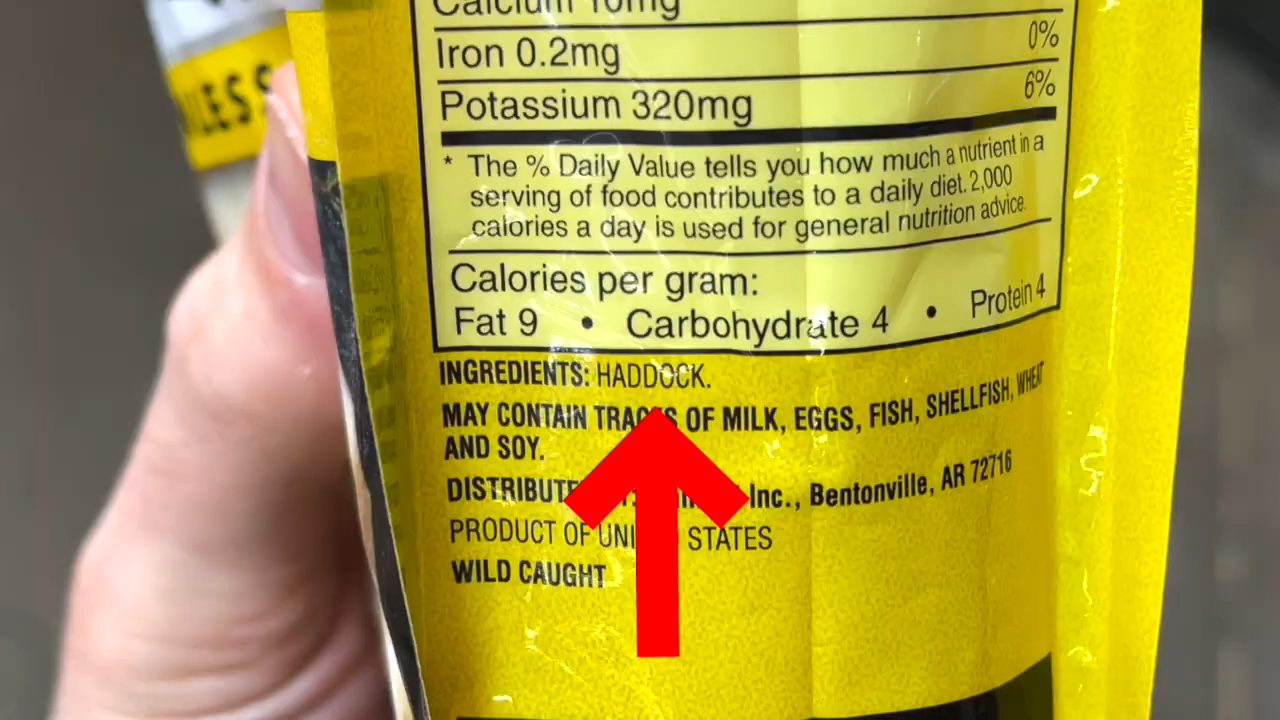 LESS
Calcium 10mg
Iron 0.2mg 0%
Potassium 320mg 6%
* The % Daily Value tells you how much a nutrient in a
serving of food contributes to a daily diet. 2,000
calories a day is used for general nutrition advice.
Calories per gram:
Fat 9 • Carbohydrate 4 • Protein 4
INGREDIENTS: HADDOCK.
MAY CONTAIN TRACES OF MILK, EGGS, FISH, SHELLFISH, WHEAT
AND SOY.
Inc., Bentonville, AR 72716
PRODUCT OF UNITED STATES
WILD CAUGHT